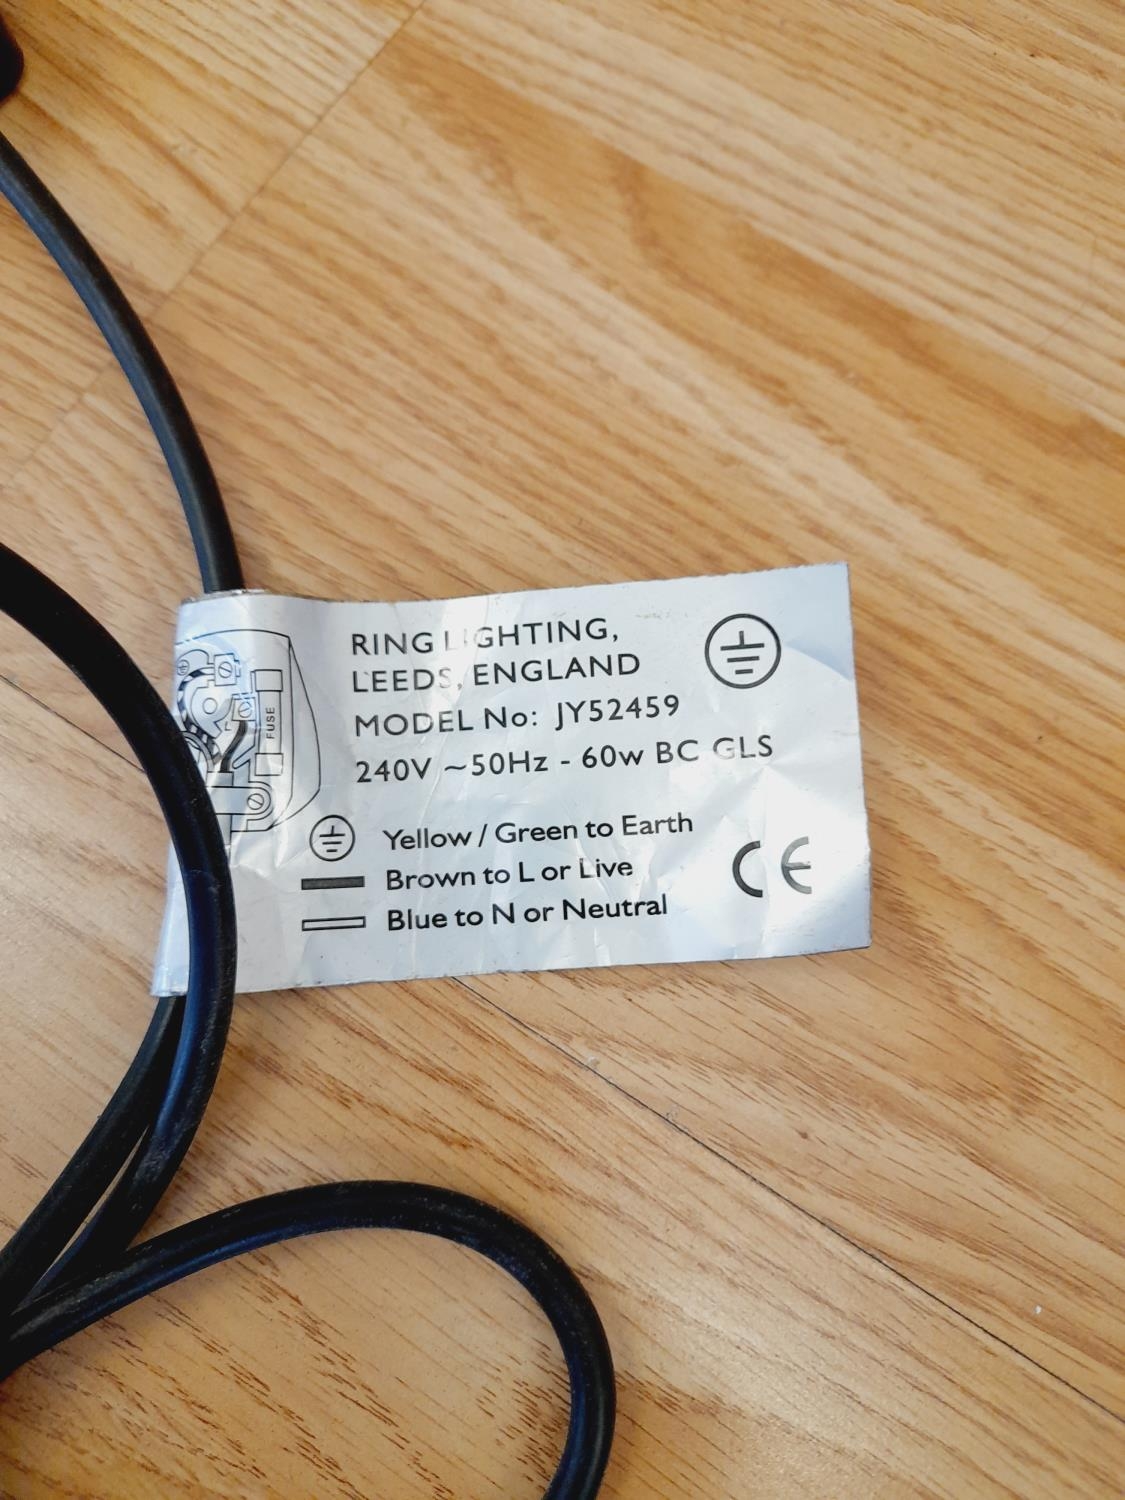 RING LIGHTING,
LEEDS, ENGLAND
MODEL No: JY52459
240V ~50Hz - 60w BC GLS
FUSE
L
Yellow / Green to Earth
Brown to L or Live
Blue to N or Neutral
CE